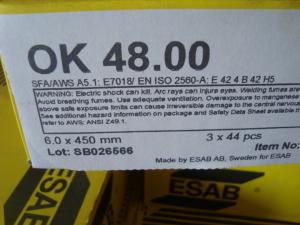 OK 48.00
SFA/AWS A5.1: E7018/ EN ISO 2560-A: E 42 4 B 42 H5
WARNING: Electric shock can kill. Arc rays can injure eyes. Welding fumes are
Avoid breathing fumes. Use adequate ventilation. Overexposure to manganese
above safe exposure limits can cause irreversible damage to the central nervous
See additional hazard information on package and Safety Data Sheet available
refer to AWS: ANSI Z49.1.
6.0 x 450 mm
3 x 44 pcs
Lot: SB026566
Item No:
Made by ESAB AB, Sweden for ESAB
ESAB